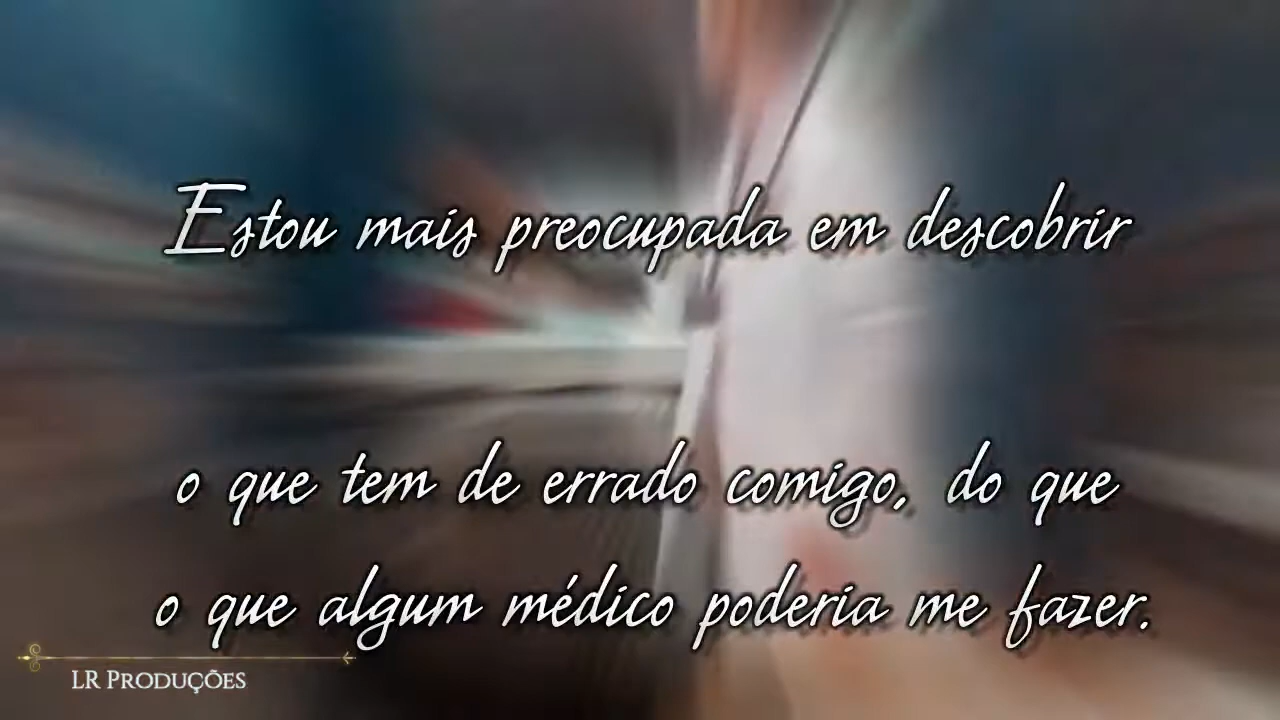 Estou mais preocupada em descobrir
o que tem de errado comigo, do que
o que algum médico poderia me fazer.
LR Produções